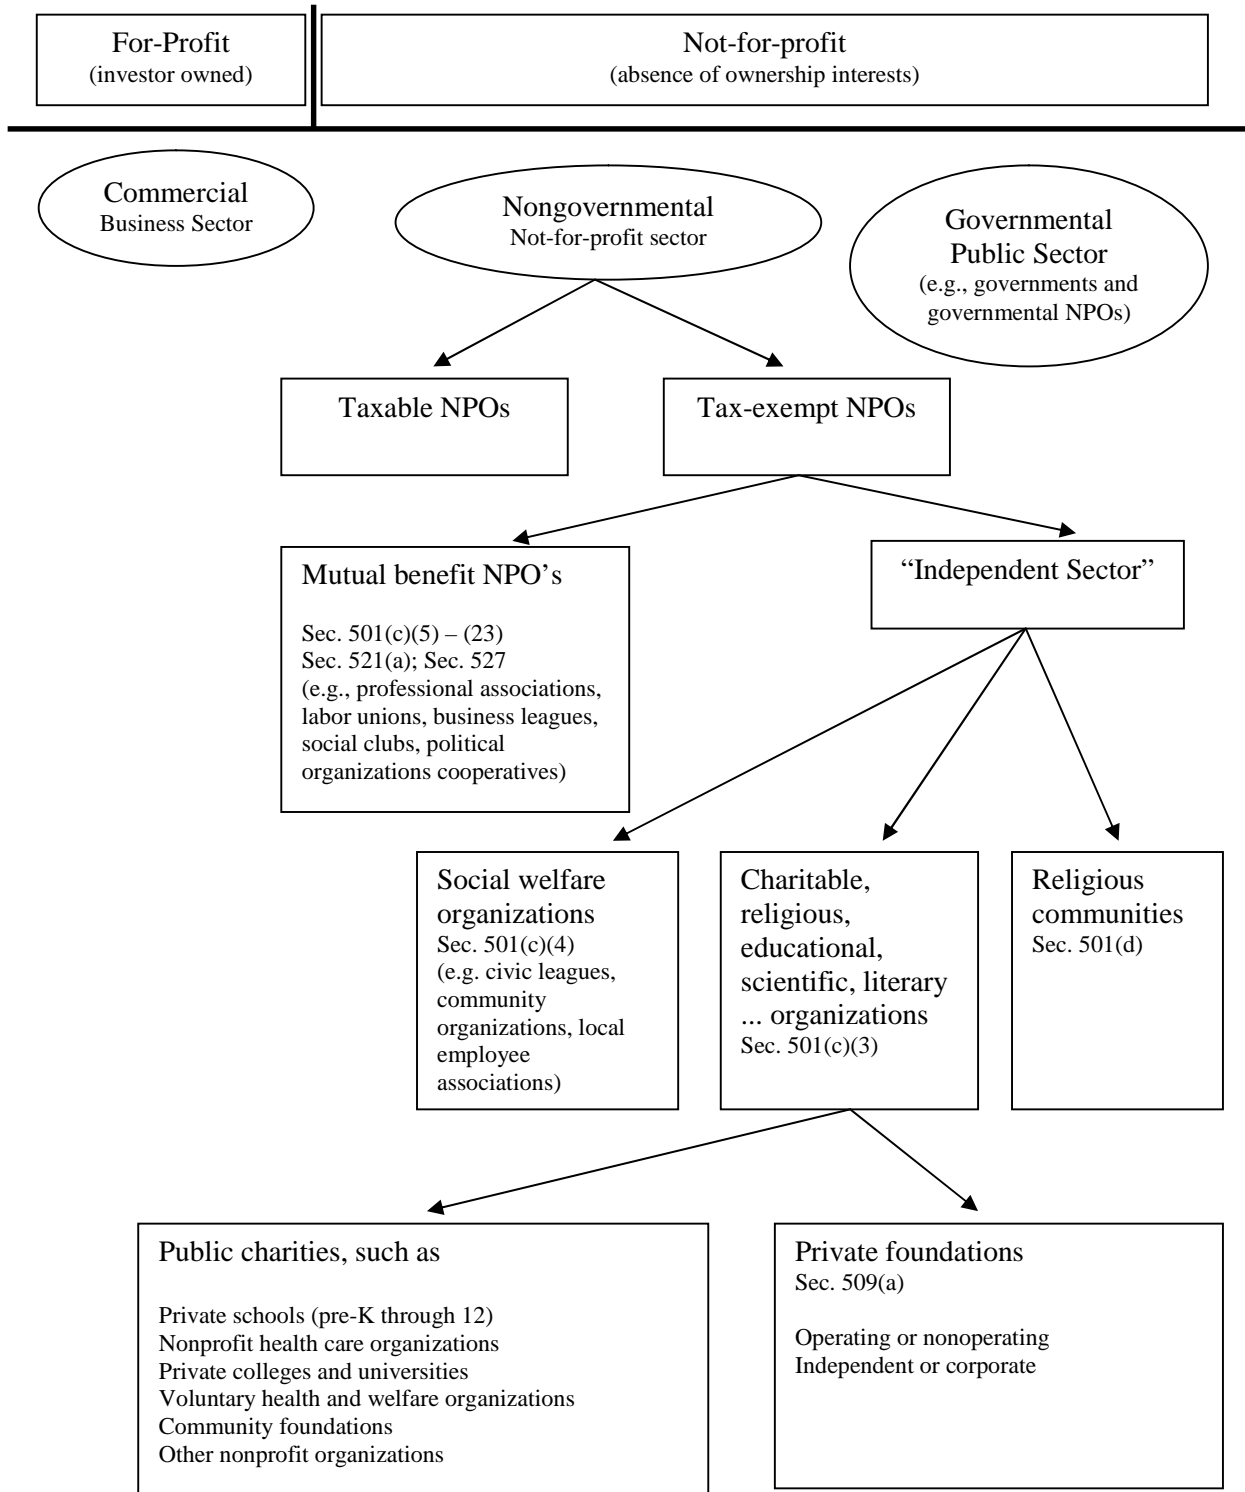 For-Profit
(investor owned)
Not-for-profit
(absence of ownership interests)
Commercial
Business Sector
Nongovernmental
Not-for-profit sector
Governmental
Public Sector
(e.g., governments and
governmental NPOs)
Taxable NPOs
Tax-exempt NPOs
Mutual benefit NPO’s
Sec. 501(c)(5) – (23)
Sec. 521(a); Sec. 527
(e.g., professional associations,
labor unions, business leagues,
social clubs, political
organizations cooperatives)
“Independent Sector”
Social welfare
organizations
Sec. 501(c)(4)
(e.g. civic leagues,
community
organizations, local
employee
associations)
Charitable,
religious,
educational,
scientific, literary
... organizations
Sec. 501(c)(3)
Religious
communities
Sec. 501(d)
Public charities, such as
Private schools (pre-K through 12)
Nonprofit health care organizations
Private colleges and universities
Voluntary health and welfare organizations
Community foundations
Other nonprofit organizations
Private foundations
Sec. 509(a)
Operating or nonoperating
Independent or corporate